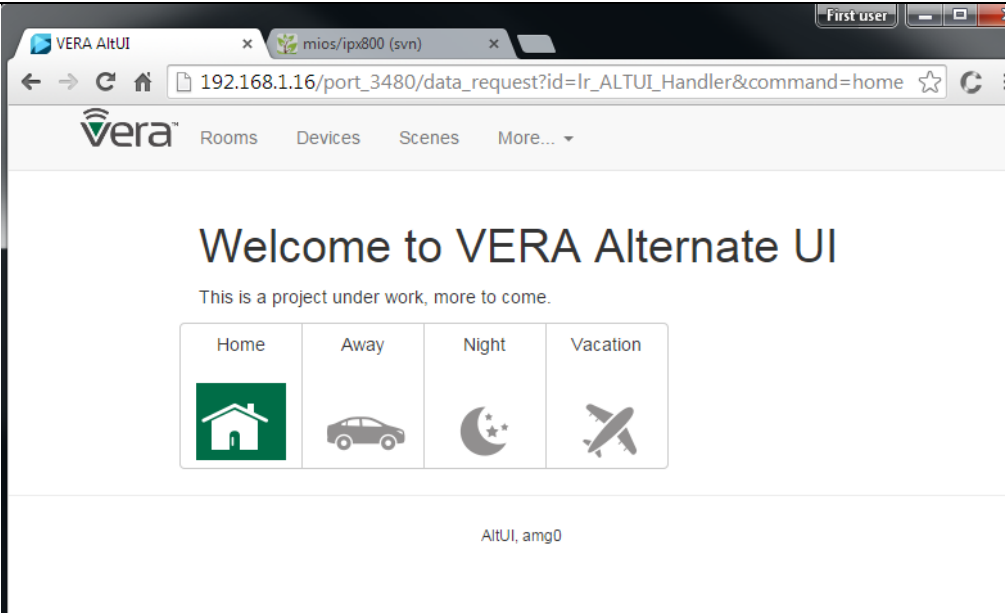 First user
VERA AltUI
mios/ipx800 (svn)
192.168.1.16/port_3480/data_request?id=lr_ALTUI_Handler&command=home
vera™ Rooms Devices Scenes More...
Welcome to VERA Alternate UI
This is a project under work, more to come.
Home Away Night Vacation
AltUI, amg0